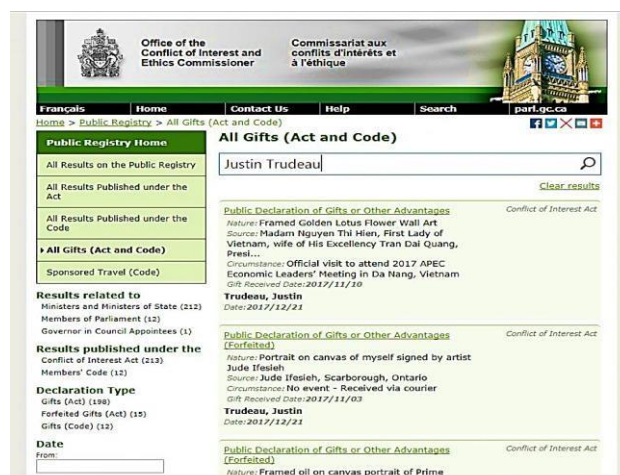 Office of the
Conflict of Interest and
Ethics Commissioner
Commissariat aux
conflits d'intérêts et
à l'éthique
Français Home Contact Us Help Search parl.gc.ca
Home > Public Registry > All Gifts (Act and Code)
Public Registry Home
All Results on the Public Registry
All Results Published under the
Act
All Results Published under the
Code
All Gifts (Act and Code)
Sponsored Travel (Code)
Results related to
Ministers and Ministers of State (212)
Members of Parliament (12)
Governor in Council Appointees (1)
Results published under the
Conflict of Interest Act (213)
Members' Code (12)
Declaration Type
Gifts (Act) (198)
Forfeited Gifts (Act) (15)
Gifts (Code) (12)
Date
From:
All Gifts (Act and Code)
Justin Trudeau
Clear results
Public Declaration of Gifts or Other Advantages Conflict of Interest Act
Nature: Framed Golden Lotus Flower Wall Art
Source: Madam Nguyen Thi Hien, First Lady of
Vietnam, wife of His Excellency Tran Dai Quang,
Presi...
Circumstance: Official visit to attend 2017 APEC
Economic Leaders' Meeting in Da Nang, Vietnam
Gift Received Date:2017/11/10
Trudeau, Justin
Date:2017/12/21
Public Declaration of Gifts or Other Advantages Conflict of Interest Act
(Forfeited)
Nature: Portrait on canvas of myself signed by artist
Jude Ifesieh
Source: Jude Ifesieh, Scarborough, Ontario
Circumstance: No event - Received via courier
Gift Received Date:2017/11/03
Trudeau, Justin
Date:2017/12/21
Public Declaration of Gifts or Other Advantages Conflict of Interest Act
(Forfeited)
Nature: Framed oil on canvas portrait of Prime